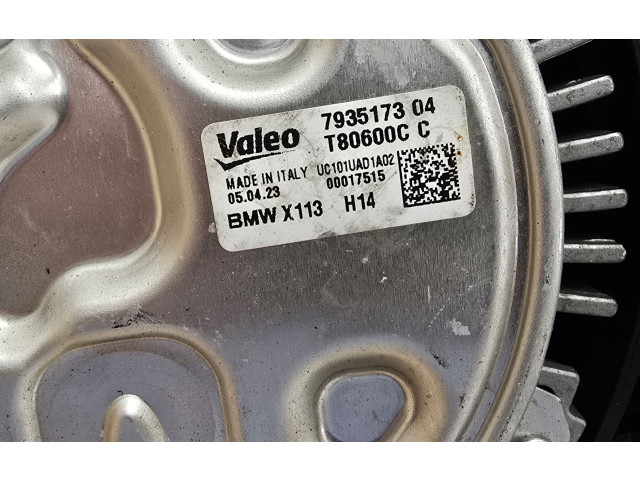 Valeo 7935173 04
T80600C C
MADE IN ITALY UC101UAD1A02
05.04.23 00017515
BMW X113 H14